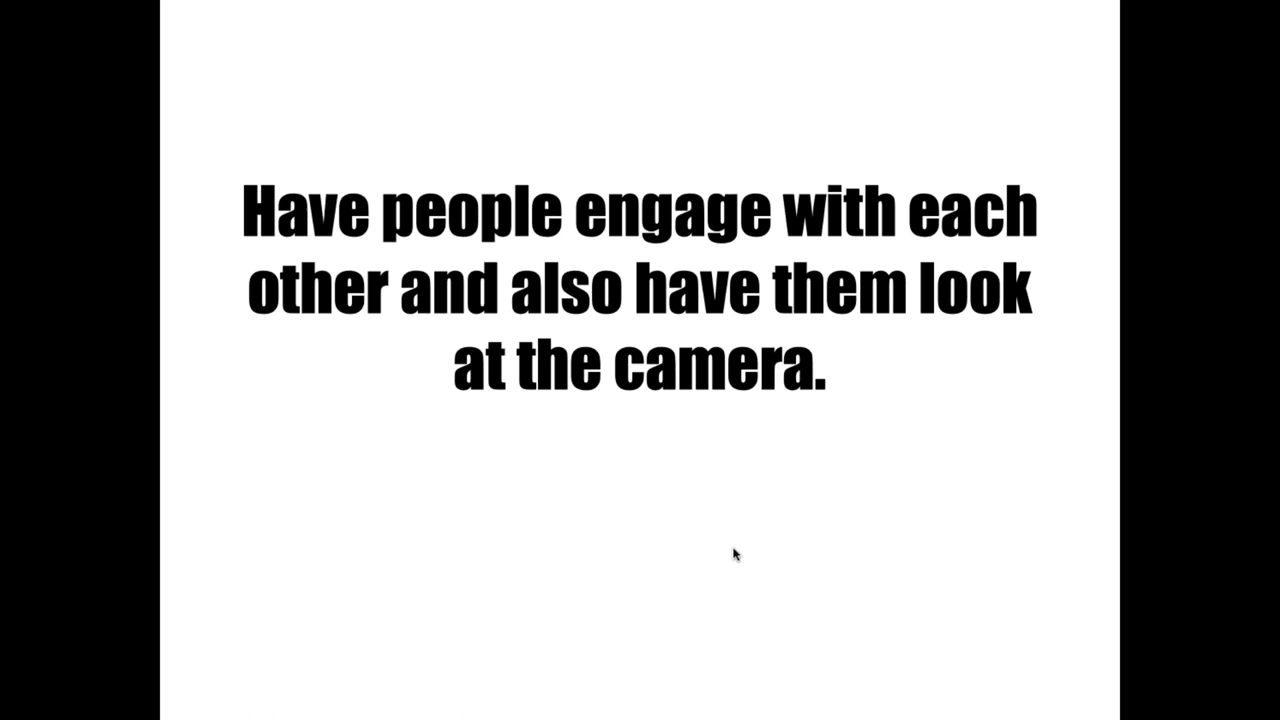 Have people engage with each
other and also have them look
at the camera.